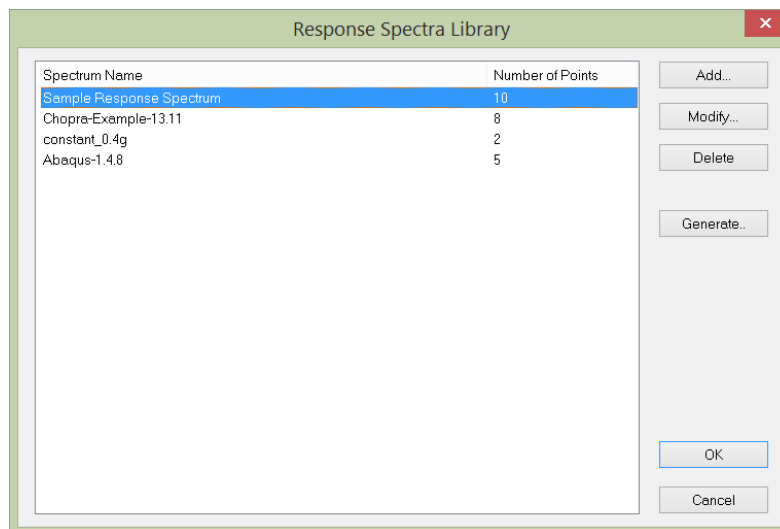 Response Spectra Library
Spectrum Name Number of Points
Sample Response Spectrum 10
Chopra-Example-13.11 8
constant_0.4g 2
Abaqus-1.4.8 5
Add...
Modify...
Delete
Generate..
OK
Cancel